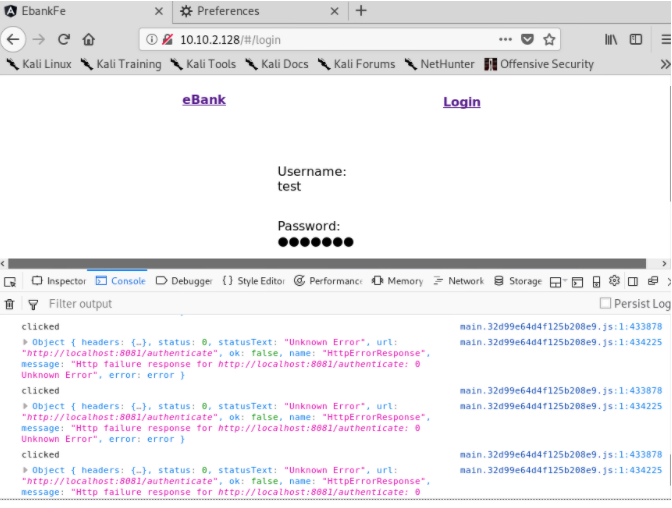 EbankFe
Preferences
10.10.2.128/#/login
Kali Linux Kali Training Kali Tools Kali Docs Kali Forums NetHunter Offensive Security
eBank Login
Username:
test
Password:
●●●●●●●
Inspector Console Debugger {} Style Editor Performanc Memory Network Storage
Filter output Persist Log
clicked main.32d99e64d4f125b208e9.js:1:433878
Object { headers: {…}, status: 0, statusText: "Unknown Error", url: main.32d99e64d4f125b208e9.js:1:434225
"http://localhost:8081/authenticate", ok: false, name: "HttpErrorResponse",
message: "Http failure response for http://localhost:8081/authenticate: 0
Unknown Error", error: error }
clicked main.32d99e64d4f125b208e9.js:1:433878
Object { headers: {…}, status: 0, statusText: "Unknown Error", url: main.32d99e64d4f125b208e9.js:1:434225
"http://localhost:8081/authenticate", ok: false, name: "HttpErrorResponse",
message: "Http failure response for http://localhost:8081/authenticate: 0
Unknown Error", error: error }
clicked main.32d99e64d4f125b208e9.js:1:433878
Object { headers: {…}, status: 0, statusText: "Unknown Error", url: main.32d99e64d4f125b208e9.js:1:434225
"http://localhost:8081/authenticate", ok: false, name: "HttpErrorResponse",
message: "Http failure response for http://localhost:8081/authenticate: 0